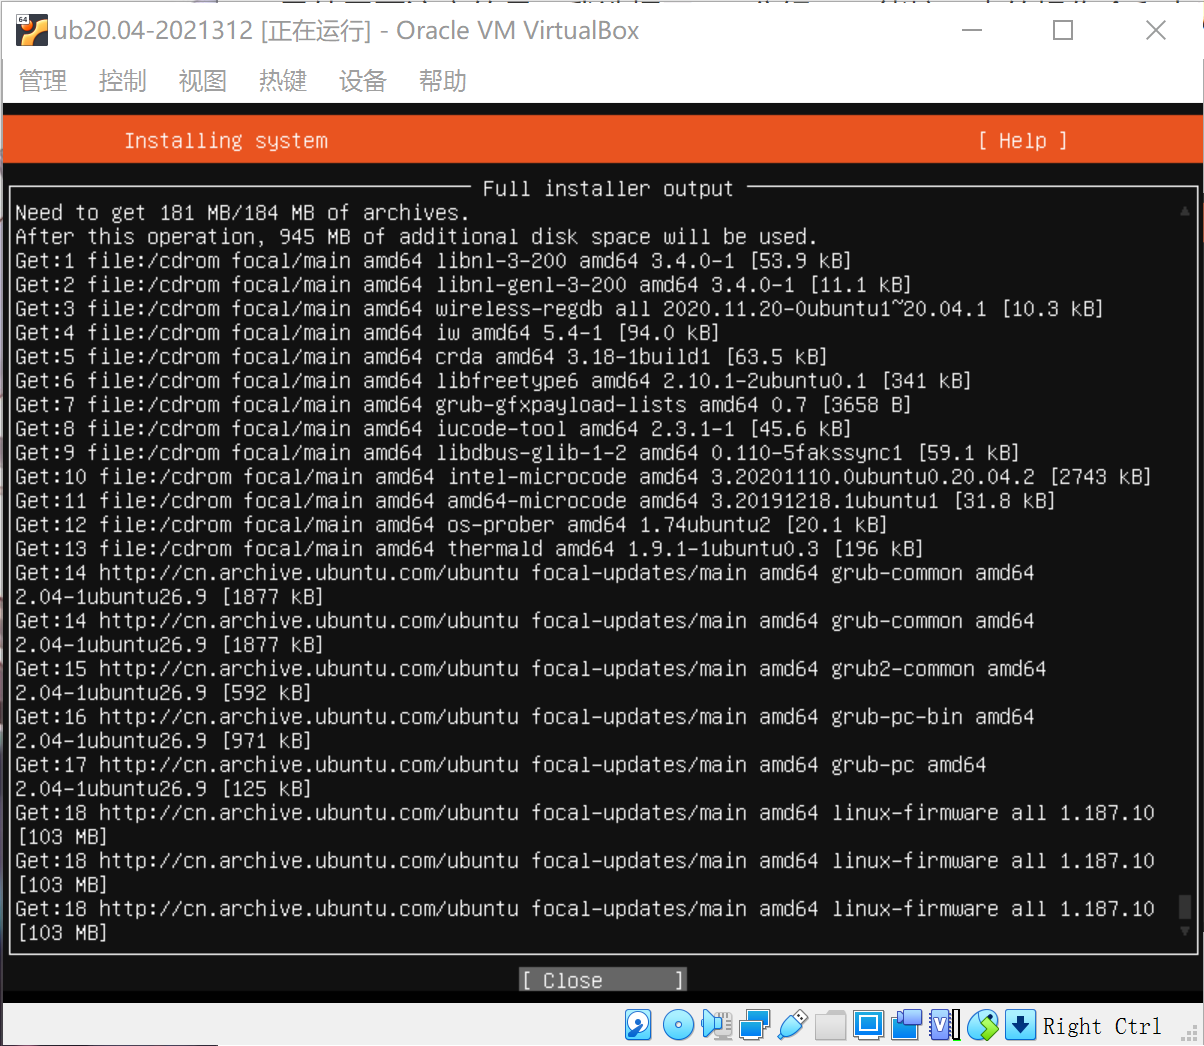 64
ub20.04-2021312 [正在运行] - Oracle VM VirtualBox
管理 控制 视图 热键 设备 帮助
Installing system [ Help ]
Full installer output
Need to get 181 MB/184 MB of archives.
After this operation, 945 MB of additional disk space will be used.
Get:1 file:/cdrom focal/main amd64 libnl-3-200 amd64 3.4.0-1 [53.9 kB]
Get:2 file:/cdrom focal/main amd64 libnl-genl-3-200 amd64 3.4.0-1 [11.1 kB]
Get:3 file:/cdrom focal/main amd64 wireless-regdb all 2020.11.20-0ubuntu1~20.04.1 [10.3 kB]
Get:4 file:/cdrom focal/main amd64 iw amd64 5.4-1 [94.0 kB]
Get:5 file:/cdrom focal/main amd64 crda amd64 3.18-1build1 [63.5 kB]
Get:6 file:/cdrom focal/main amd64 libfreetype6 amd64 2.10.1-2ubuntu0.1 [341 kB]
Get:7 file:/cdrom focal/main amd64 grub-gfxpayload-lists amd64 0.7 [3658 B]
Get:8 file:/cdrom focal/main amd64 iucode-tool amd64 2.3.1-1 [45.6 kB]
Get:9 file:/cdrom focal/main amd64 libdbus-glib-1-2 amd64 0.110-5fakssync1 [59.1 kB]
Get:10 file:/cdrom focal/main amd64 intel-microcode amd64 3.20201110.0ubuntu0.20.04.2 [2743 kB]
Get:11 file:/cdrom focal/main amd64 amd64-microcode amd64 3.20191218.1ubuntu1 [31.8 kB]
Get:12 file:/cdrom focal/main amd64 os-prober amd64 1.74ubuntu2 [20.1 kB]
Get:13 file:/cdrom focal/main amd64 thermald amd64 1.9.1-1ubuntu0.3 [196 kB]
Get:14 http://cn.archive.ubuntu.com/ubuntu focal-updates/main amd64 grub-common amd64
2.04-1ubuntu26.9 [1877 kB]
Get:14 http://cn.archive.ubuntu.com/ubuntu focal-updates/main amd64 grub-common amd64
2.04-1ubuntu26.9 [1877 kB]
Get:15 http://cn.archive.ubuntu.com/ubuntu focal-updates/main amd64 grub2-common amd64
2.04-1ubuntu26.9 [592 kB]
Get:16 http://cn.archive.ubuntu.com/ubuntu focal-updates/main amd64 grub-pc-bin amd64
2.04-1ubuntu26.9 [971 kB]
Get:17 http://cn.archive.ubuntu.com/ubuntu focal-updates/main amd64 grub-pc amd64
2.04-1ubuntu26.9 [125 kB]
Get:18 http://cn.archive.ubuntu.com/ubuntu focal-updates/main amd64 linux-firmware all 1.187.10
[103 MB]
Get:18 http://cn.archive.ubuntu.com/ubuntu focal-updates/main amd64 linux-firmware all 1.187.10
[103 MB]
Get:18 http://cn.archive.ubuntu.com/ubuntu focal-updates/main amd64 linux-firmware all 1.187.10
[103 MB]
[ Close ]
Right Ctrl